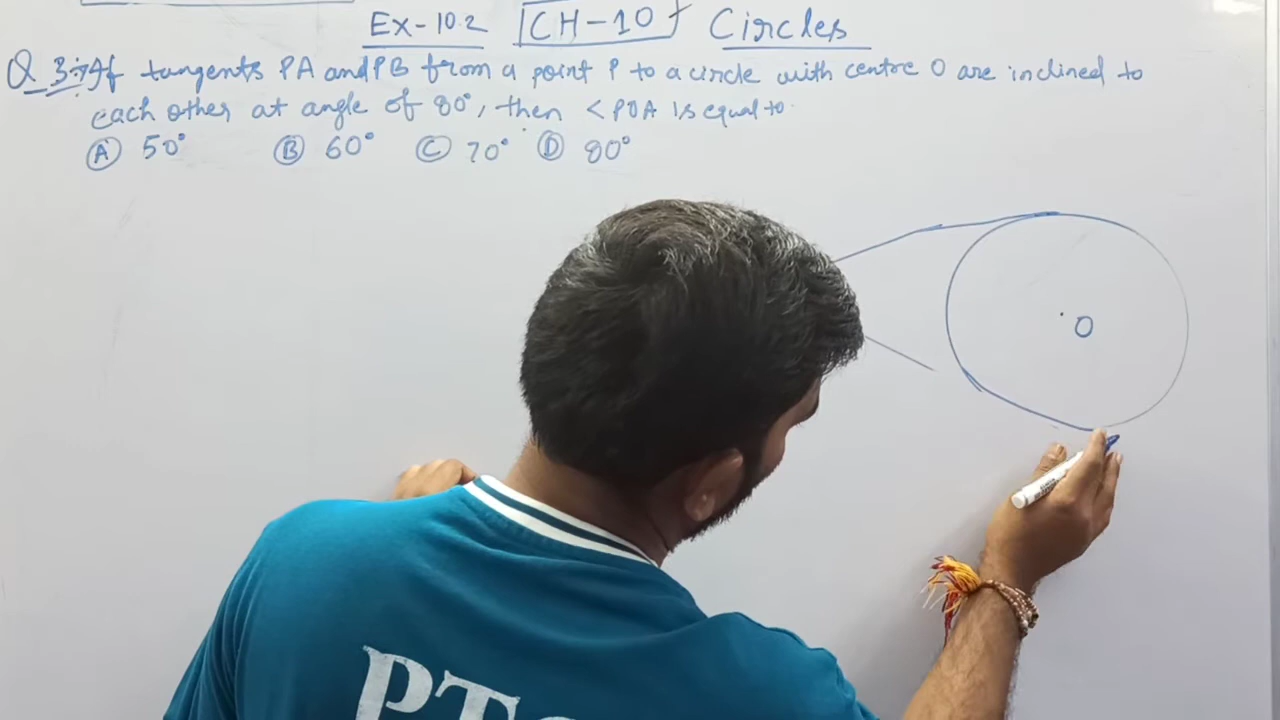 Ex-10.2 CH-10 Circles
Q. 3:- If tangents PA and PB from a point P to a circle with centre O are inclined to
each other at angle of 80°, then <POA is equal to
(A) 50° (B) 60° (C) 70° (D) 80°
O